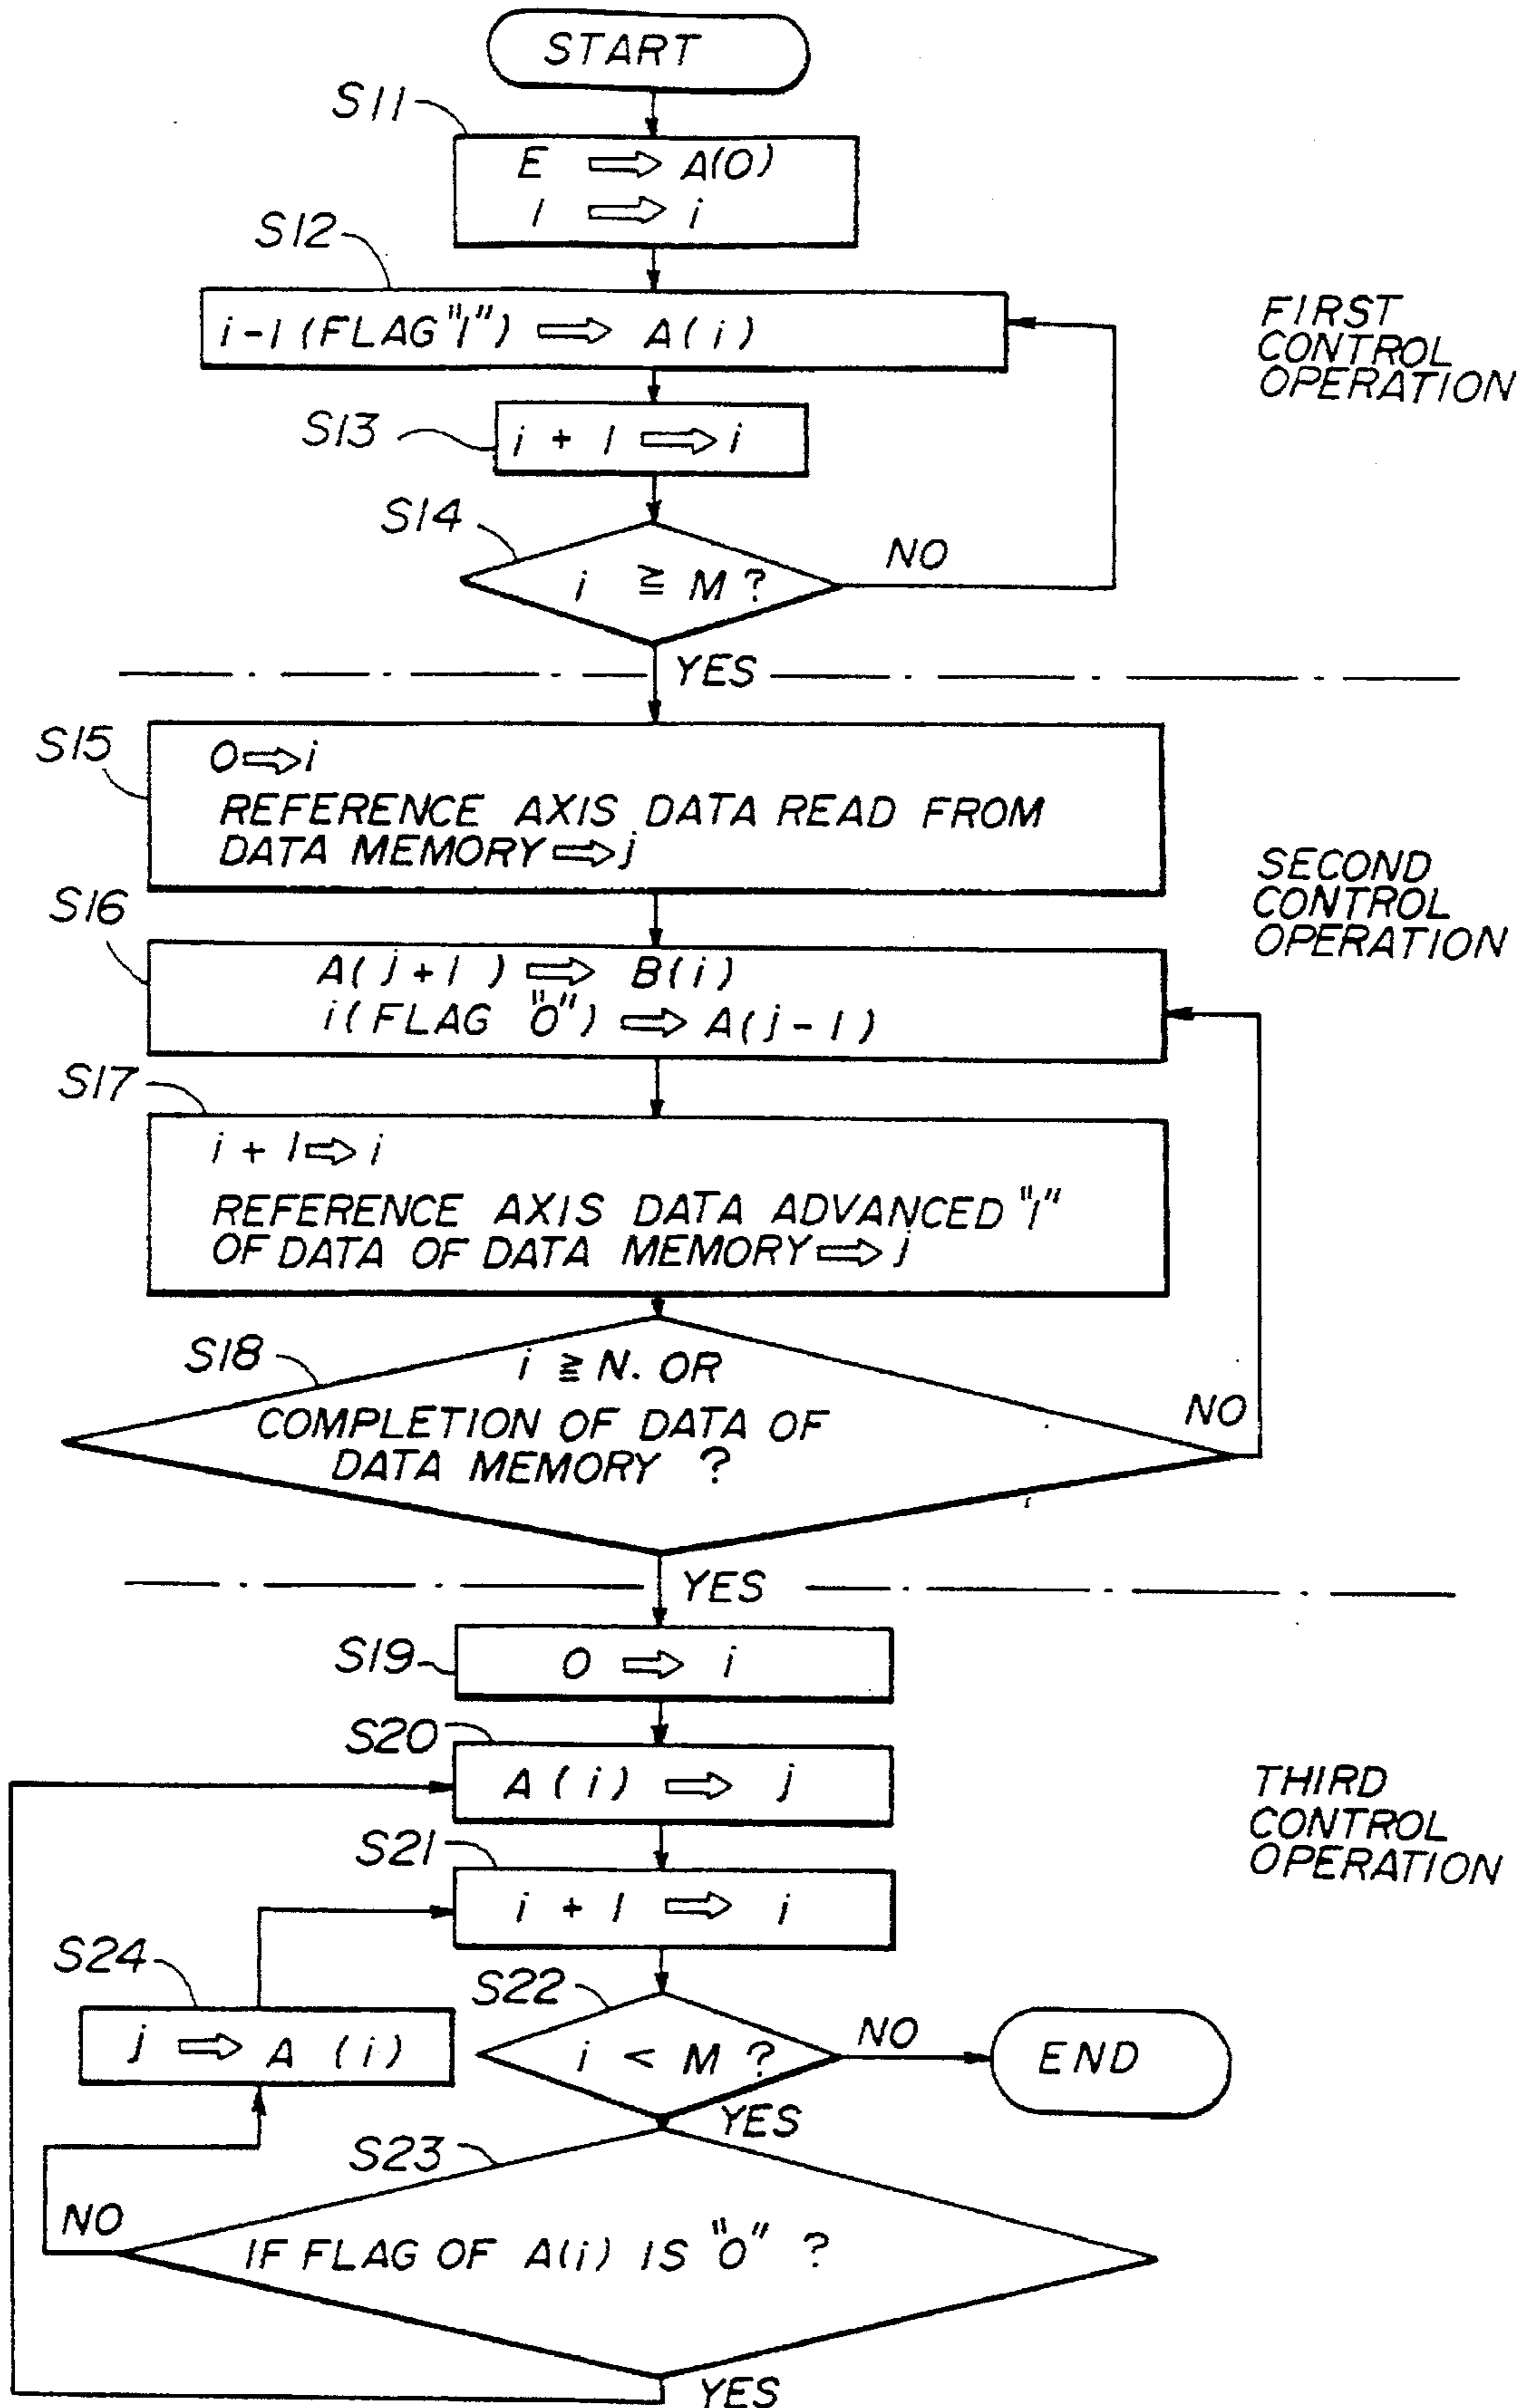 START
S11
E ⇒ A(0)
1 ⇒ i
S12
i-1 (FLAG "1") ⇒ A(i)
FIRST
CONTROL
OPERATION
S13
i + 1 ⇒ i
S14
i ≧ M ?
NO
YES
S15
0 ⇒ i
REFERENCE AXIS DATA READ FROM
DATA MEMORY ⇒ j
SECOND
CONTROL
OPERATION
S16
A(j+1) ⇒ B(i)
i (FLAG "0") ⇒ A(j-1)
S17
i + 1 ⇒ i
REFERENCE AXIS DATA ADVANCED "1"
OF DATA OF DATA MEMORY ⇒ j
S18
i ≧ N. OR
COMPLETION OF DATA OF
DATA MEMORY ?
NO
YES
S19
0 ⇒ i
S20
A(i) ⇒ j
THIRD
CONTROL
OPERATION
S21
i + 1 ⇒ i
S24
j ⇒ A (i)
S22
i < M ?
NO
END
YES
S23
NO
IF FLAG OF A(i) IS "0" ?
YES